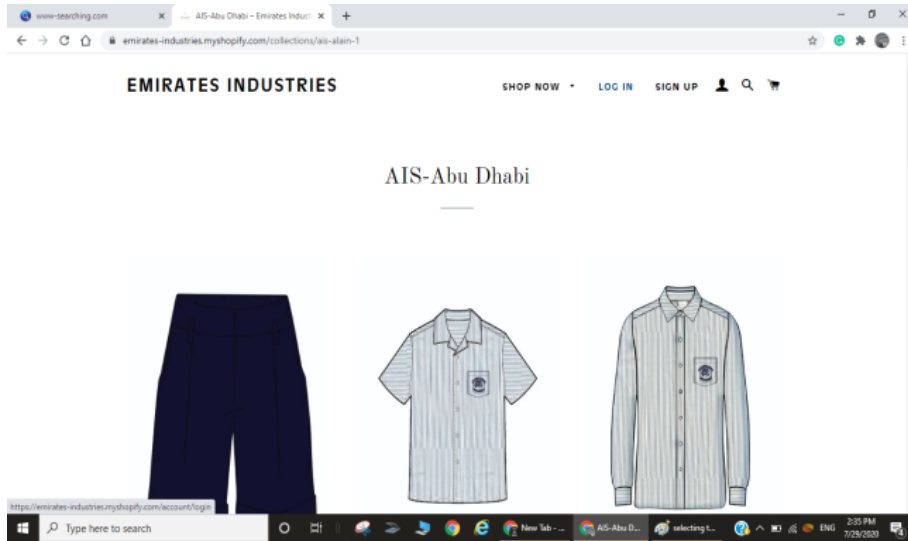 www-searching.com
AIS-Abu Dhabi – Emirates Indust
emirates-industries.myshopify.com/collections/ais-alain-1
EMIRATES INDUSTRIES
SHOP NOW
LOG IN
SIGN UP
AIS-Abu Dhabi
https://emirates-industries.myshopify.com/account/login
Type here to search
New Tab - ...
AIS-Abu D...
selecting t...
ENG
2:35 PM
7/29/2020